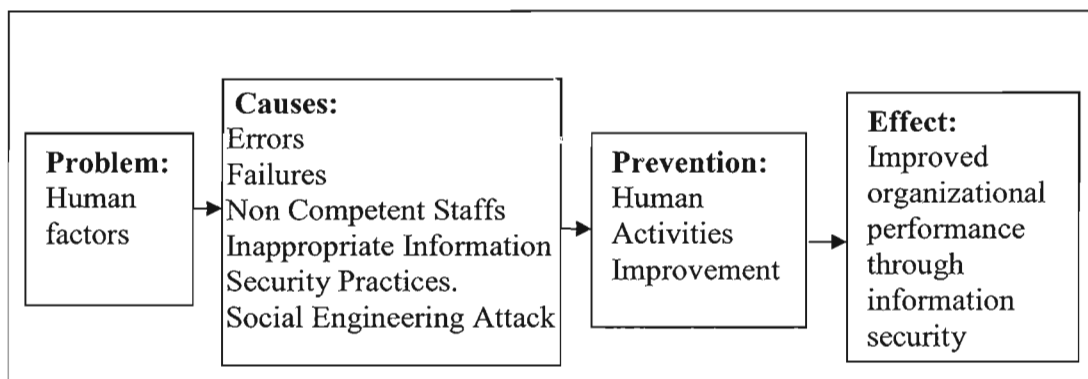 Problem:
Human
factors
Causes:
Errors
Failures
Non Competent Staffs
Inappropriate Information
Security Practices.
Social Engineering Attack
Prevention:
Human
Activities
Improvement
Effect:
Improved
organizational
performance
through
information
security